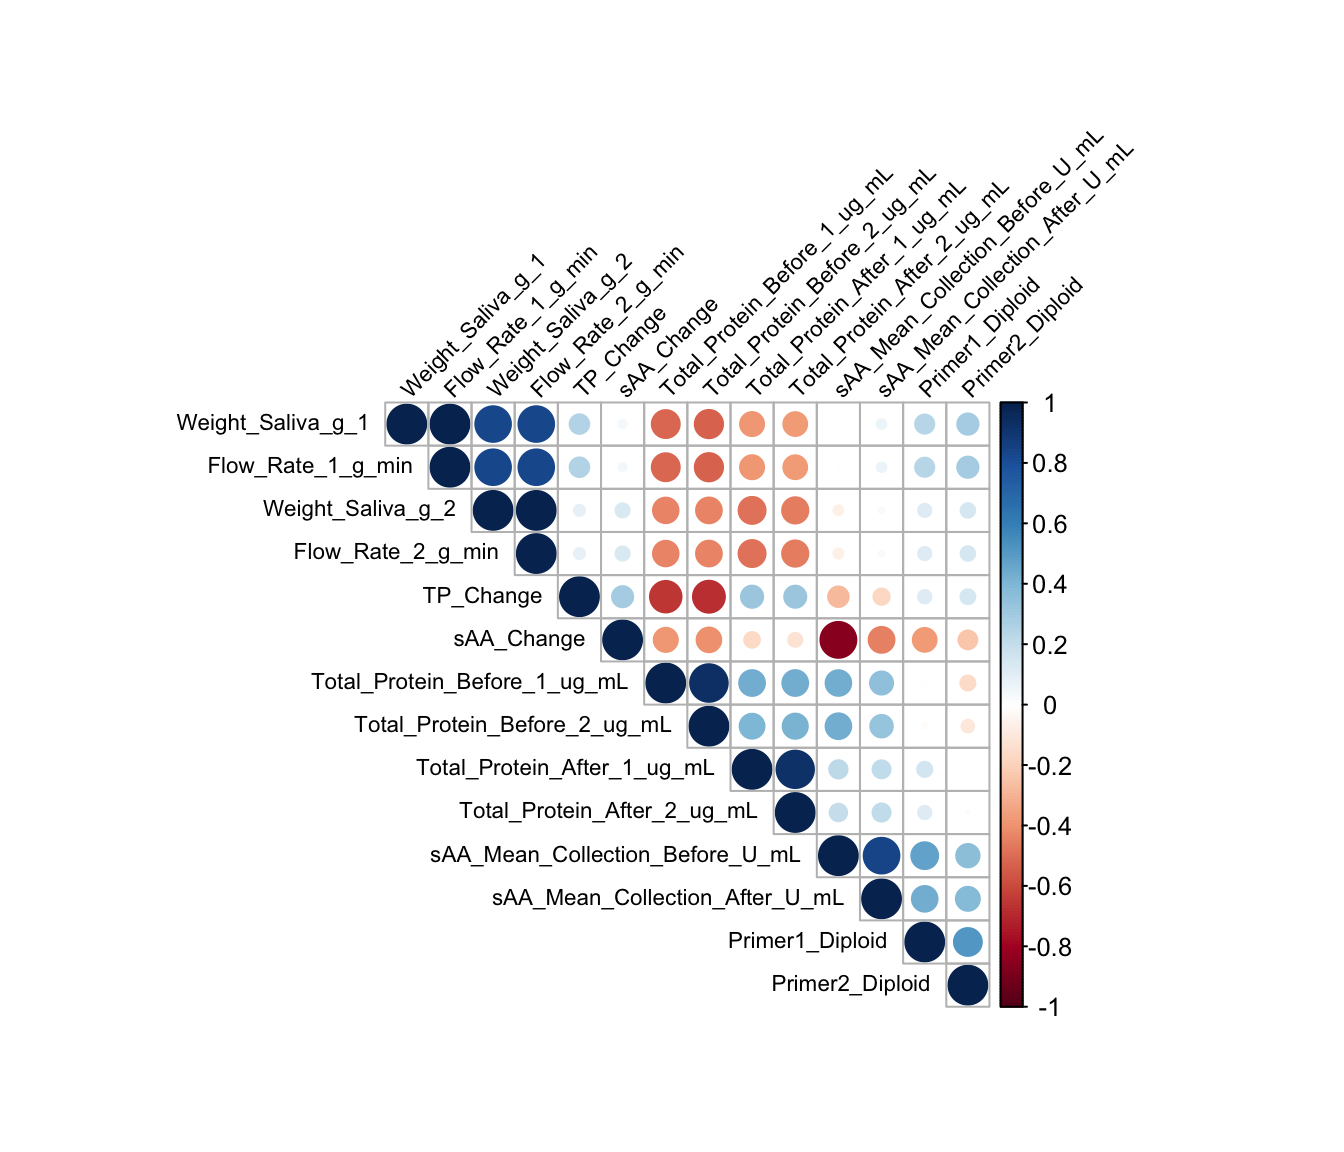 Weight_Saliva_g_1
Flow_Rate_1_g_min
Weight_Saliva_g_2
Flow_Rate_2_g_min
TP_Change
sAA_Change
Total_Protein_Before_1_ug_mL
Total_Protein_Before_2_ug_mL
Total_Protein_After_1_ug_mL
Total_Protein_After_2_ug_mL
sAA_Mean_Collection_Before_U_mL
sAA_Mean_Collection_After_U_mL
Primer1_Diploid
Primer2_Diploid
Weight_Saliva_g_1
Flow_Rate_1_g_min
Weight_Saliva_g_2
Flow_Rate_2_g_min
TP_Change
sAA_Change
Total_Protein_Before_1_ug_mL
Total_Protein_Before_2_ug_mL
Total_Protein_After_1_ug_mL
Total_Protein_After_2_ug_mL
sAA_Mean_Collection_Before_U_mL
sAA_Mean_Collection_After_U_mL
Primer1_Diploid
Primer2_Diploid
1
0.8
0.6
0.4
0.2
0
-0.2
-0.4
-0.6
-0.8
-1